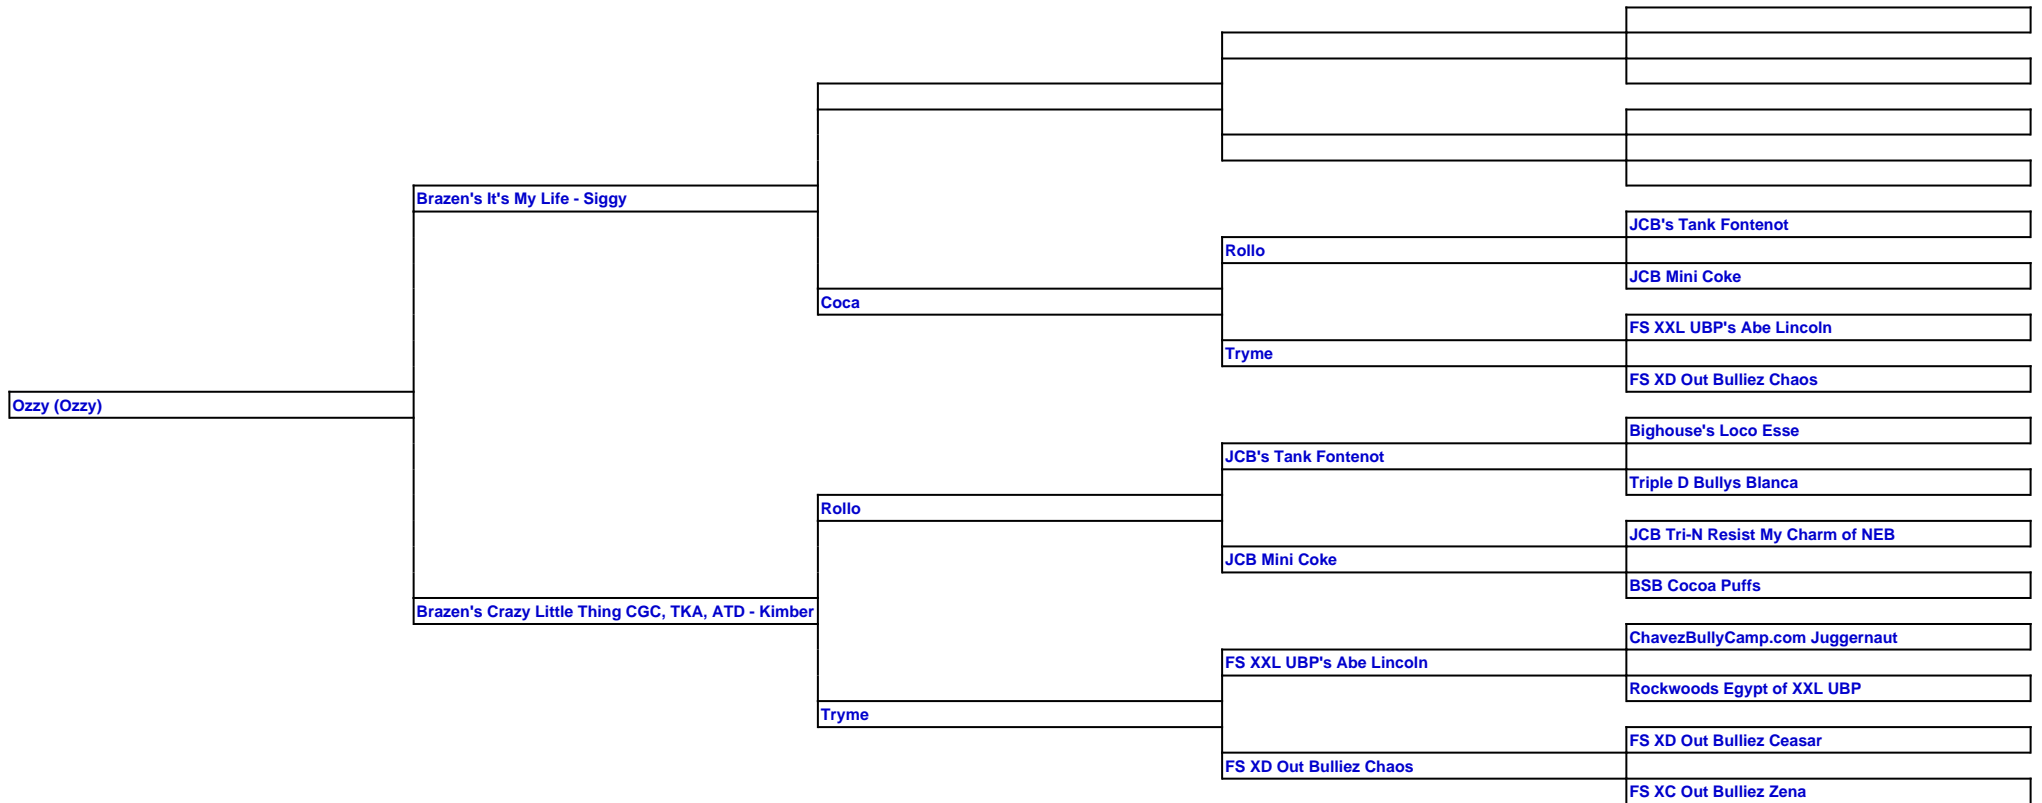 Ozzy (Ozzy)
Brazen's It's My Life - Siggy
Brazen's Crazy Little Thing CGC, TKA, ATD - Kimber
Coca
Rollo
Tryme
Rollo
Tryme
JCB's Tank Fontenot
JCB Mini Coke
FS XXL UBP's Abe Lincoln
FS XD Out Bulliez Chaos
JCB's Tank Fontenot
JCB Mini Coke
FS XXL UBP's Abe Lincoln
FS XD Out Bulliez Chaos
Bighouse's Loco Esse
Triple D Bullys Blanca
JCB Tri-N Resist My Charm of NEB
BSB Cocoa Puffs
ChavezBullyCamp.com Juggernaut
Rockwoods Egypt of XXL UBP
FS XD Out Bulliez Ceasar
FS XC Out Bulliez Zena